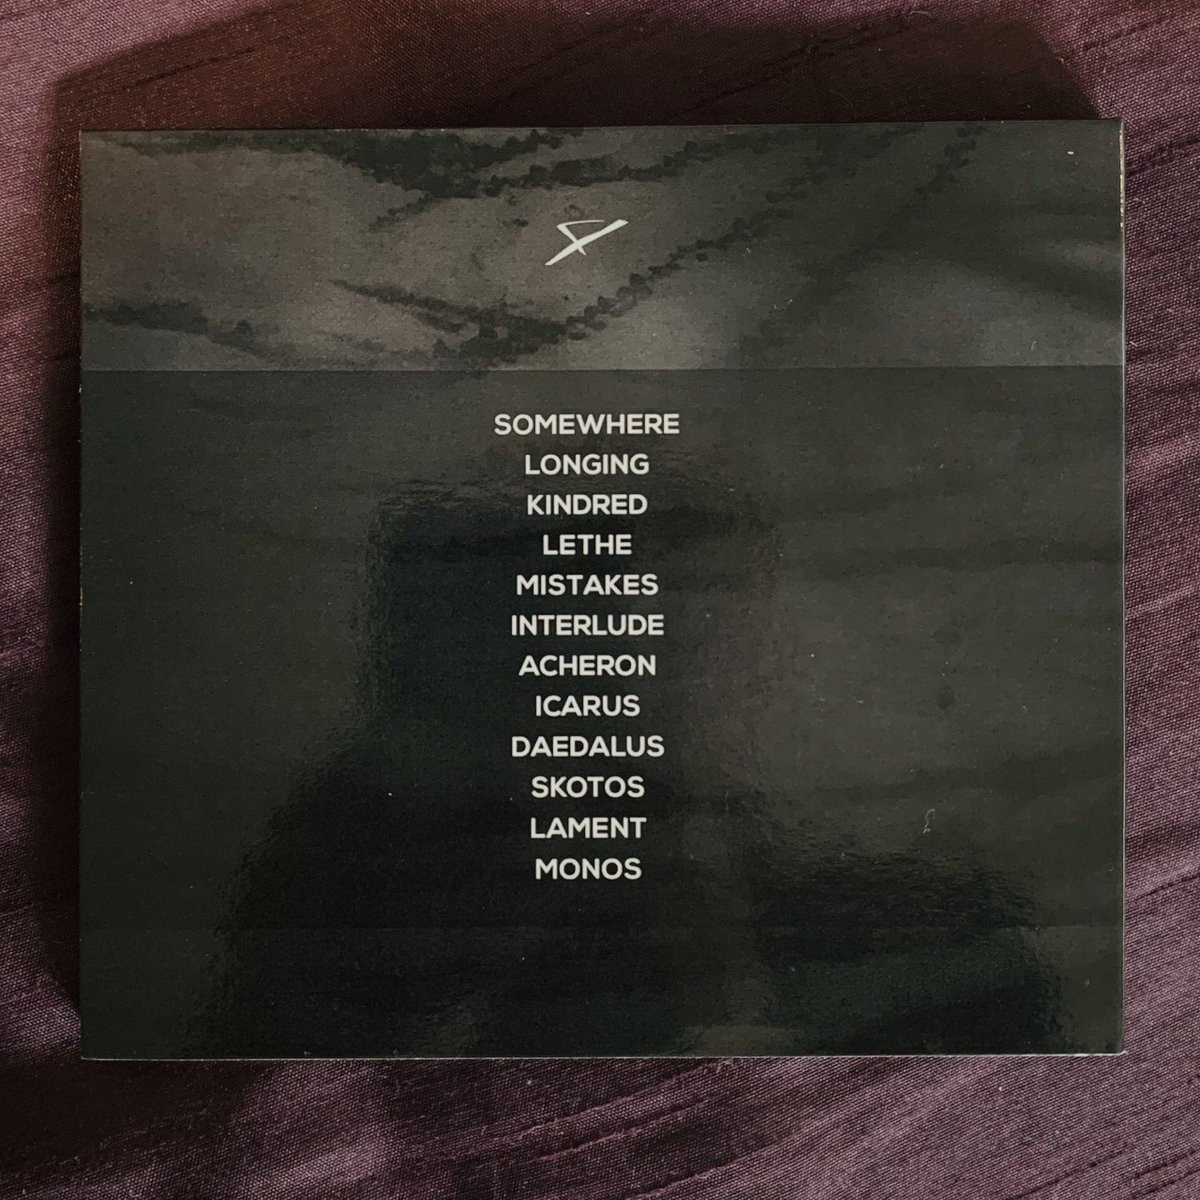 SOMEWHERE
LONGING
KINDRED
LETHE
MISTAKES
INTERLUDE
ACHERON
ICARUS
DAEDALUS
SKOTOS
LAMENT
MONOS